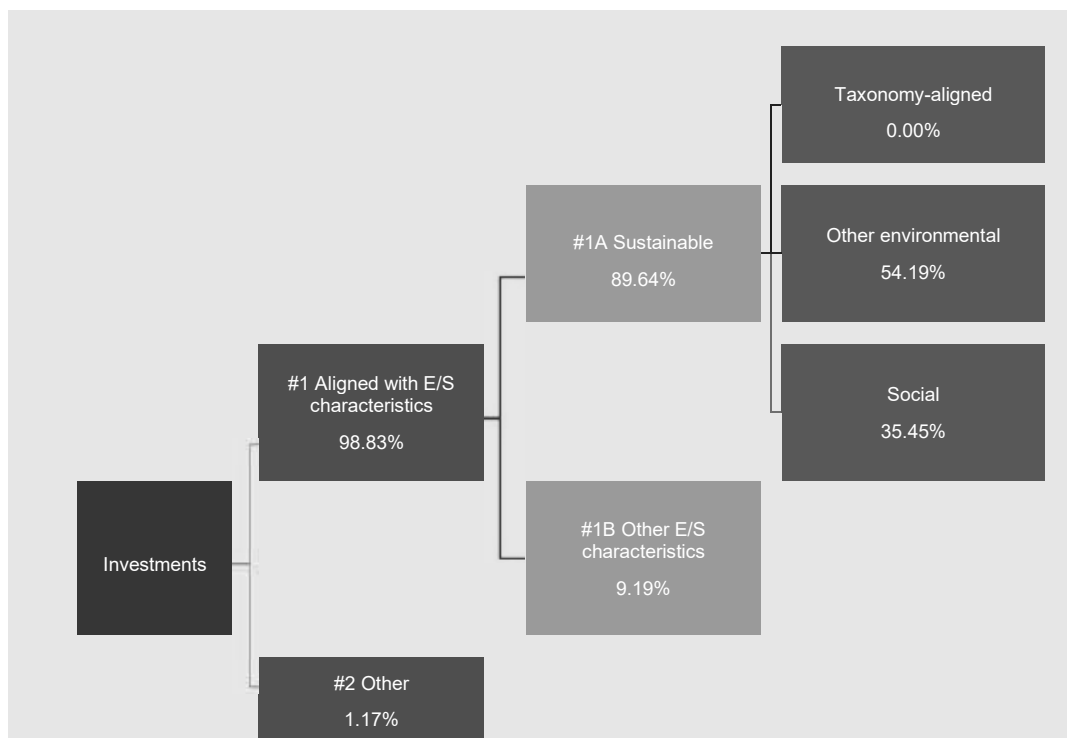 Taxonomy-aligned
0.00%
#1A Sustainable
89.64%
Other environmental
54.19%
#1 Aligned with E/S
characteristics
98.83%
Social
35.45%
Investments
#1B Other E/S
characteristics
9.19%
#2 Other
1.17%